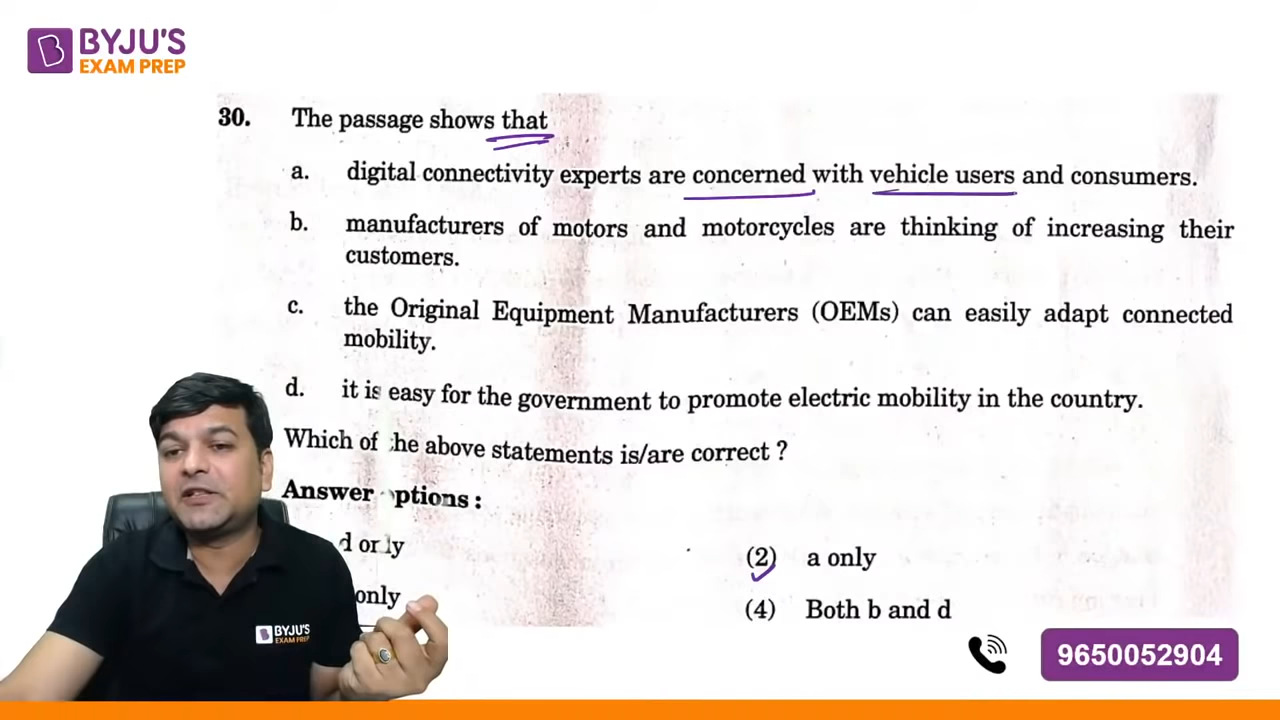 BYJU'S
EXAM PREP
30. The passage shows that
a. digital connectivity experts are concerned with vehicle users and consumers.
b. manufacturers of motors and motorcycles are thinking of increasing their
customers.
c. the Original Equipment Manufacturers (OEMs) can easily adapt connected
mobility.
d. it is easy for the government to promote electric mobility in the country.
Which of the above statements is/are correct ?
Answer options :
d only
(2) a only
only
(4) Both b and d
BYJU'S
EXAM PREP
9650052904